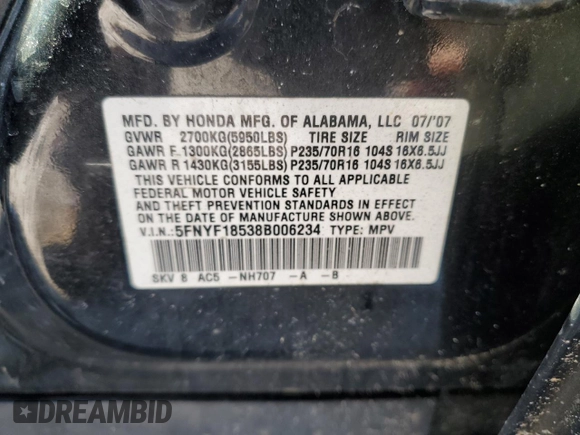 MFD. BY HONDA MFG. OF ALABAMA, LLC 07/'07
GVWR 2700KG(5950LBS) TIRE SIZE RIM SIZE
GAWR F 1300KG(2865LBS) P235/70R16 104S 16X6.5JJ
GAWR R 1430KG(3155LBS) P235/70R16 104S 16X6.5JJ
THIS VEHICLE CONFORMS TO ALL APPLICABLE
FEDERAL MOTOR VEHICLE SAFETY
AND THEFT PREVENTION STANDARDS IN EFFECT
ON THE DATE OF MANUFACTURE SHOWN ABOVE.
V.I.N.:5FNYF18538B006234 TYPE: MPV
SKV B AC5 -NH707 -A -B
DREAMBID